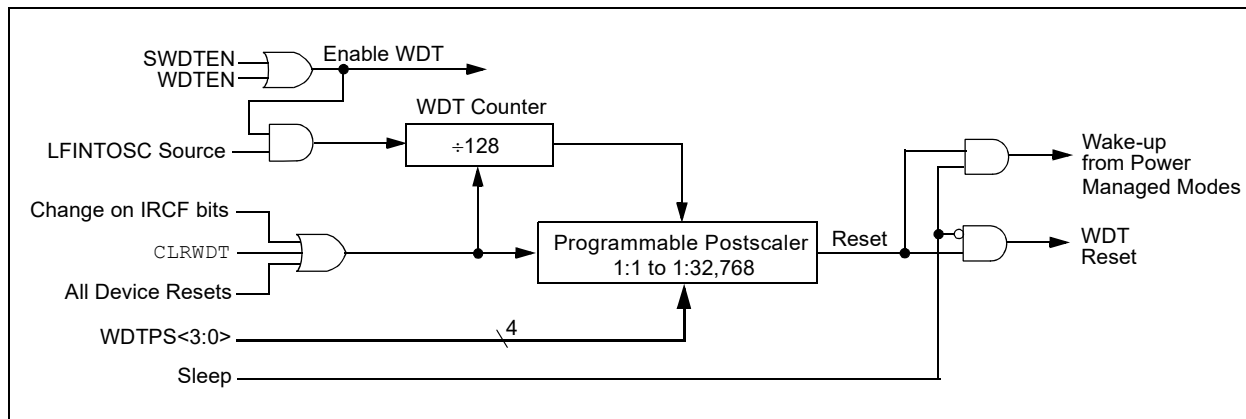 SWDTEN
WDTEN
Enable WDT
WDT Counter
÷128
LFINTOSC Source
Wake-up
from Power
Managed Modes
Change on IRCF bits
CLRWDT
All Device Resets
Programmable Postscaler
1:1 to 1:32,768
Reset
WDT
Reset
WDTPS<3:0>
4
Sleep